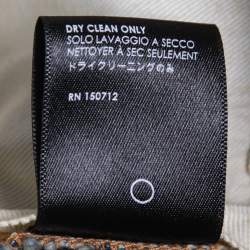 DRY CLEAN ONLY
SOLO LAVAGGIO A SECCO
NETTOYER À SEC SEULEMENT
ドライクリーニングのみ
RN 150712